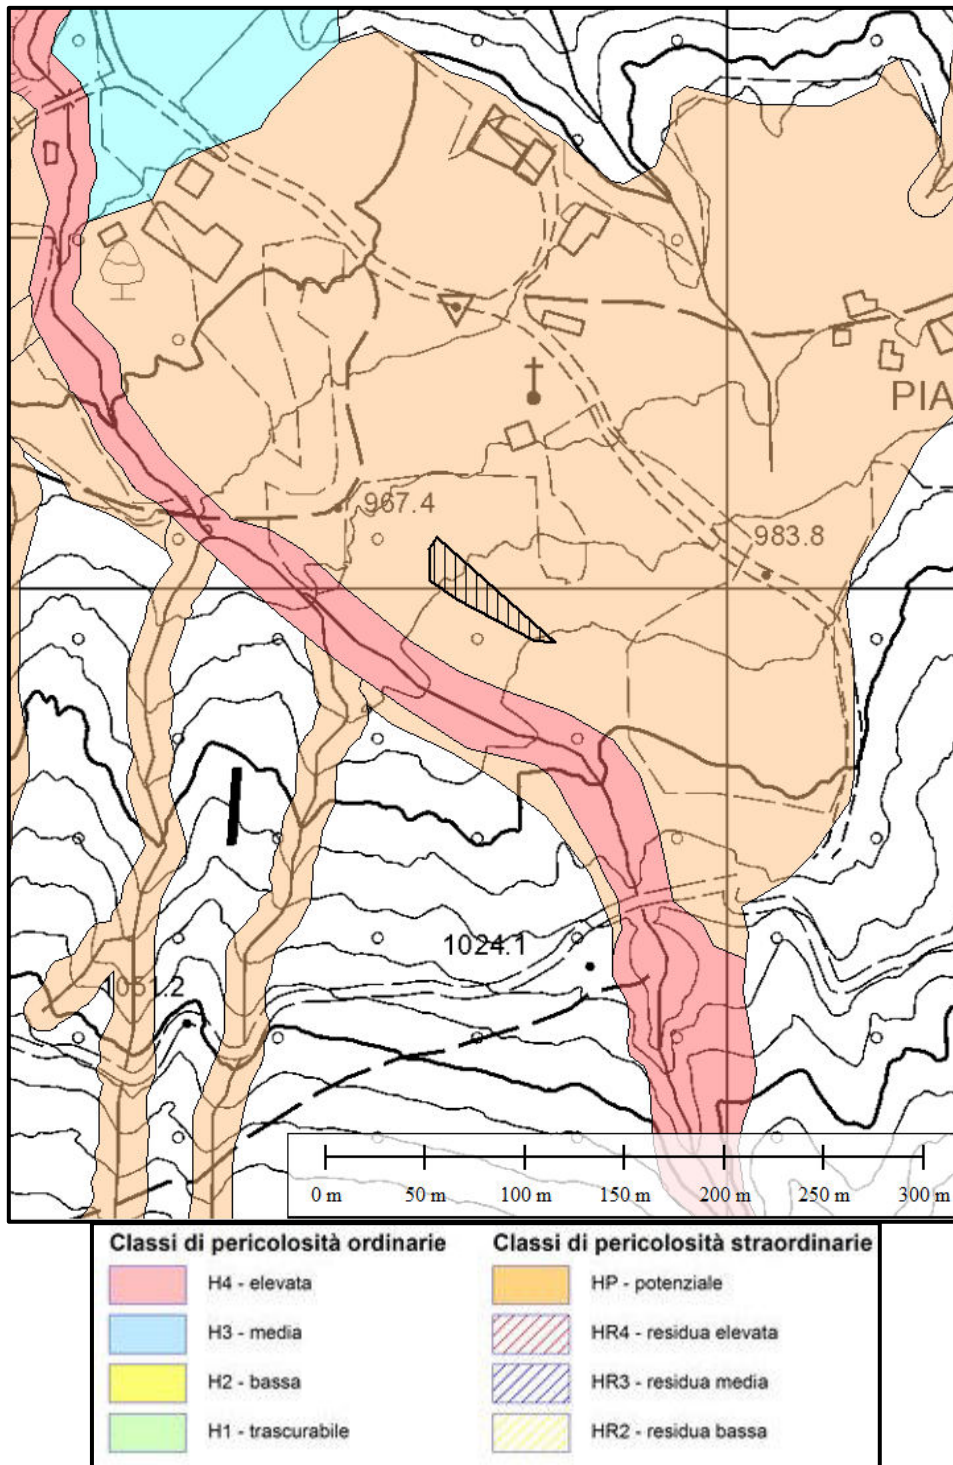 PIA
967.4
983.8
1024.1
1051.2
0 m 50 m 100 m 150 m 200 m 250 m 300 m
Classi di pericolosità ordinarie
H4 - elevata
H3 - media
H2 - bassa
H1 - trascurabile
Classi di pericolosità straordinarie
HP - potenziale
HR4 - residua elevata
HR3 - residua media
HR2 - residua bassa